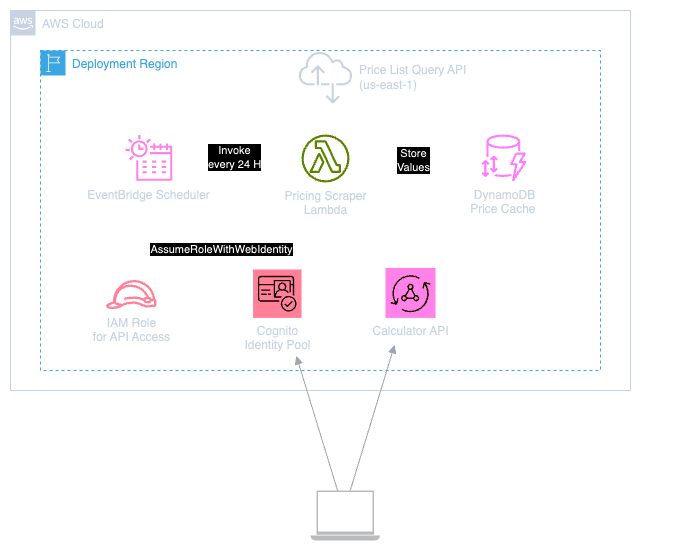 aws
AWS Cloud
Deployment Region
Price List Query API
(us-east-1)
Invoke
every 24 H
Store
Values
EventBridge Scheduler
Pricing Scraper
Lambda
DynamoDB
Price Cache
AssumeRoleWithWebIdentity
IAM Role
for API Access
Cognito
Identity Pool
Calculator API